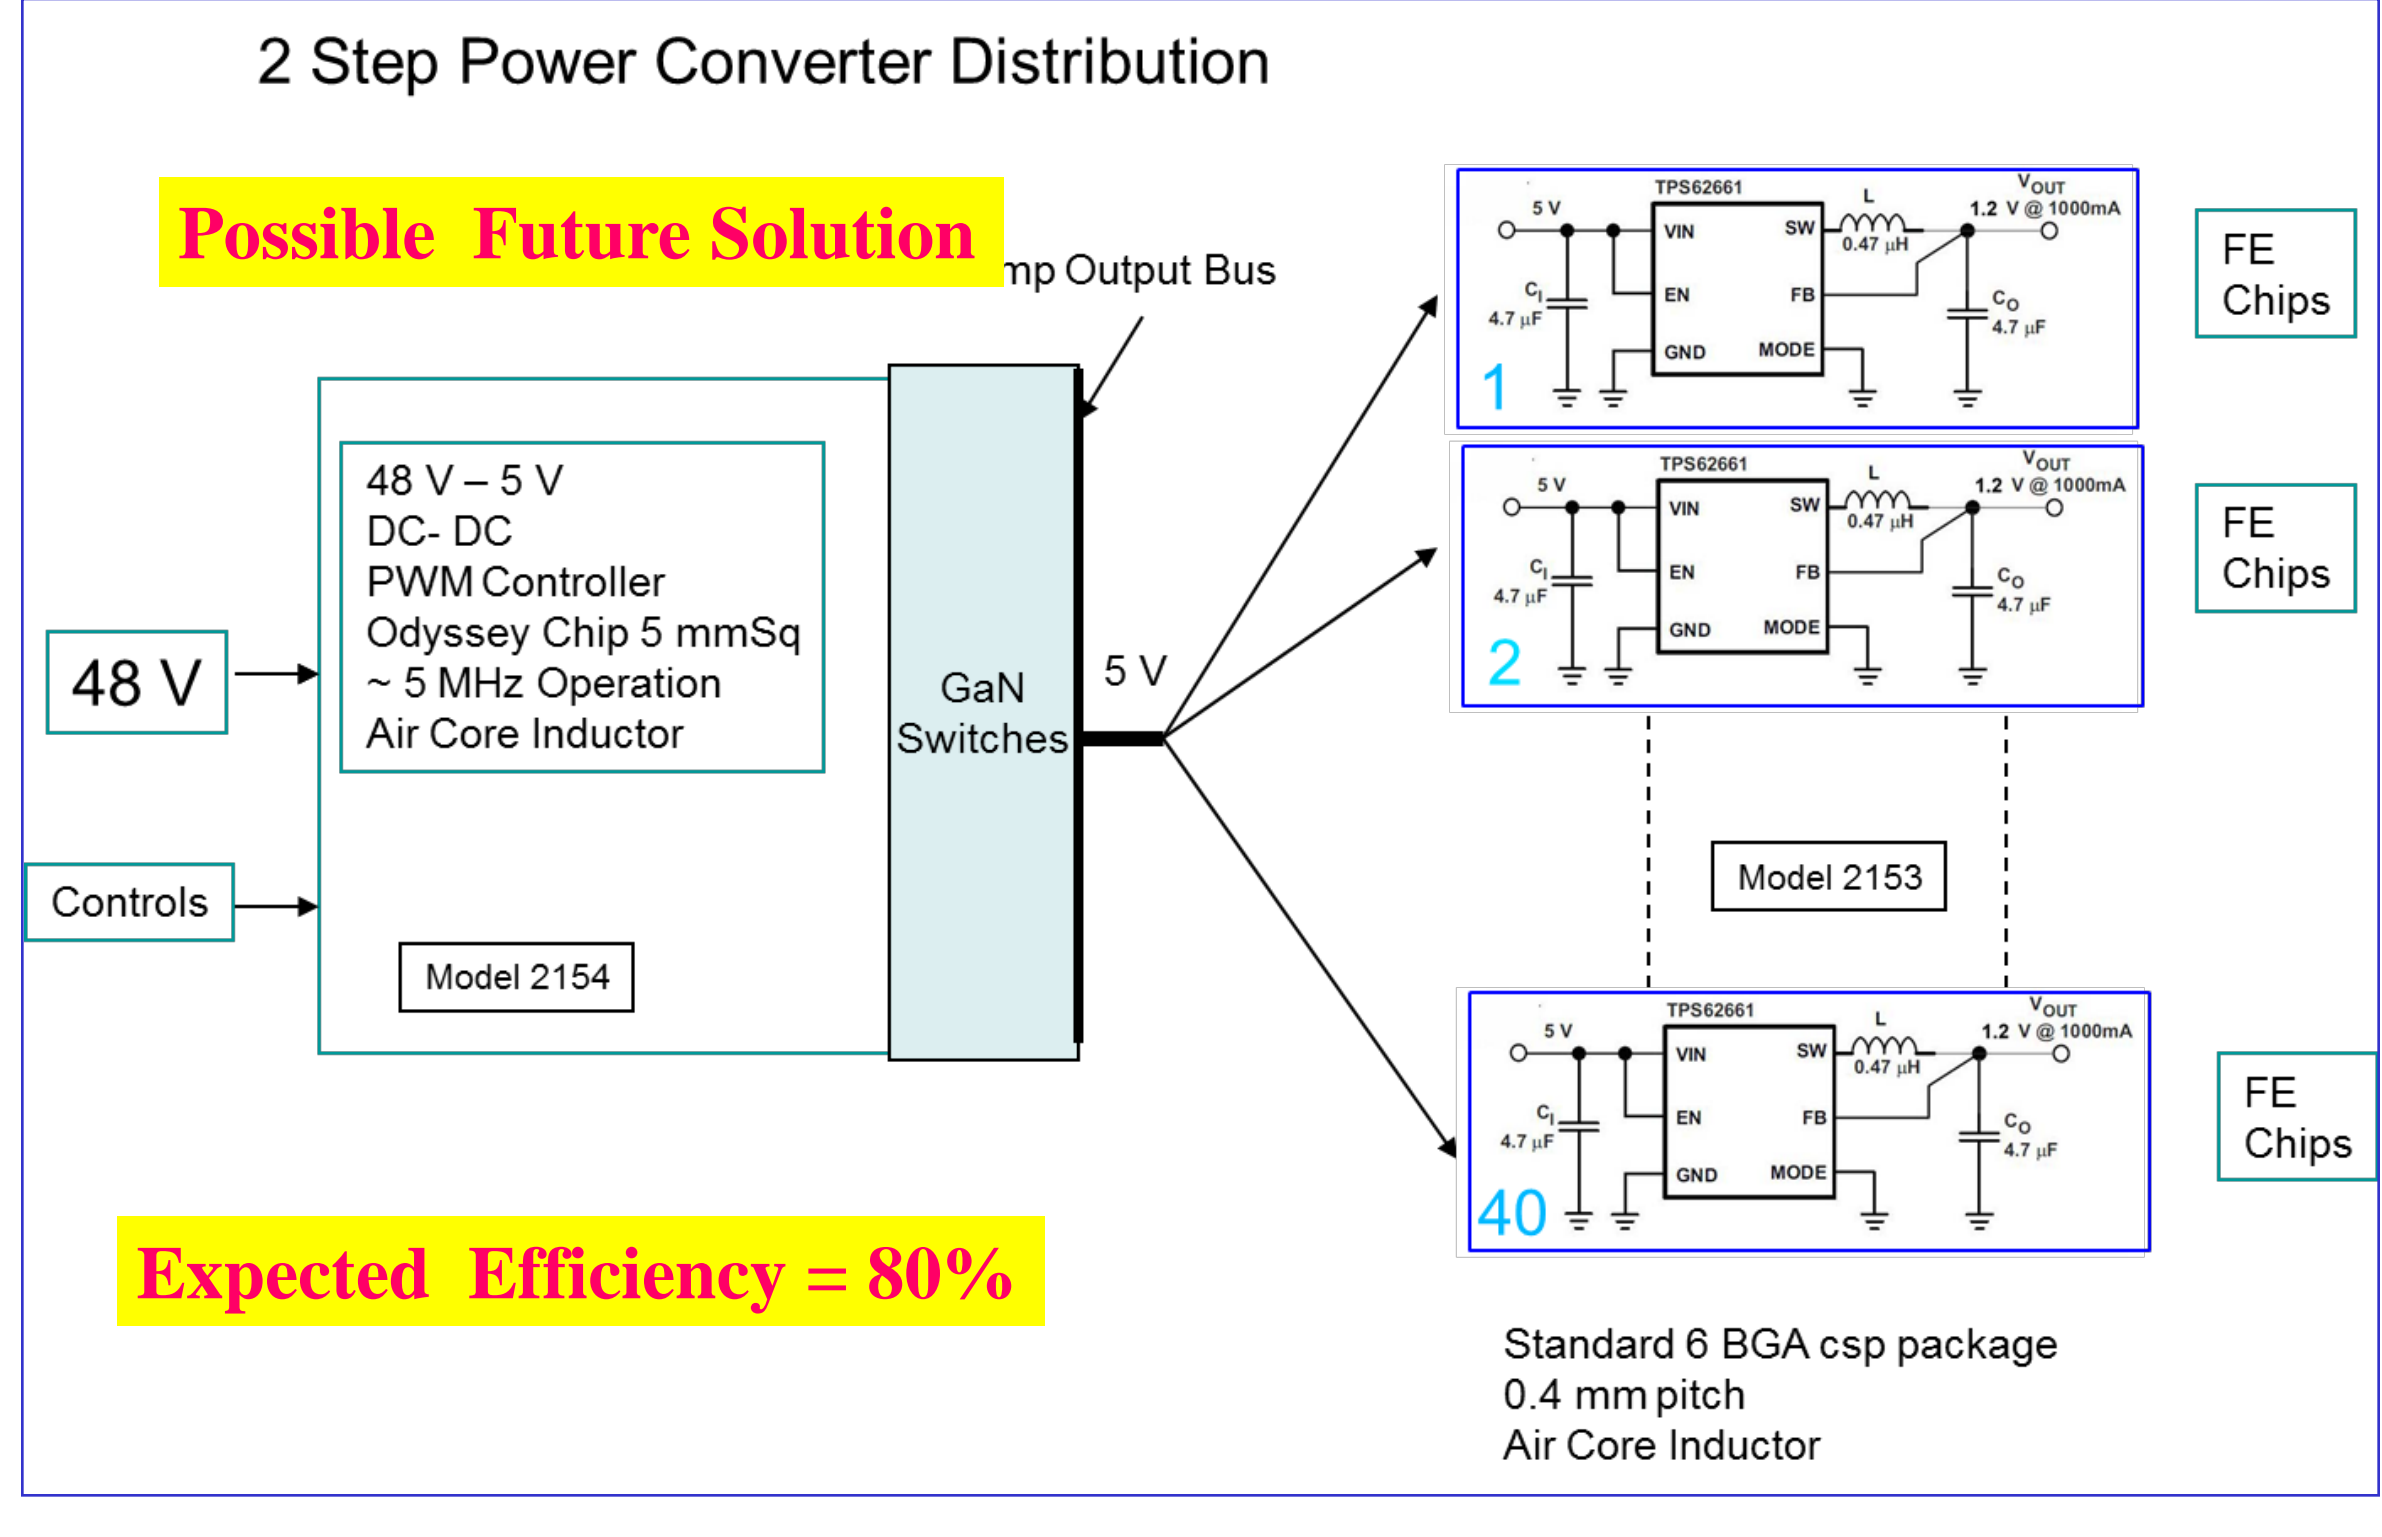 2 Step Power Converter Distribution
Possible Future Solution
Output Bus
48 V – 5 V
DC- DC
PWM Controller
Odyssey Chip 5 mmSq
~ 5 MHz Operation
Air Core Inductor
48 V
Controls
Model 2154
GaN
Switches
5 V
TPS62661
5 V
VIN
EN
GND
SW
FB
MODE
L
0.47 µH
VOUT
1.2 V @ 1000mA
CI
4.7 µF
CO
4.7 µF
1
FE
Chips
TPS62661
5 V
VIN
EN
GND
SW
FB
MODE
L
0.47 µH
VOUT
1.2 V @ 1000mA
CI
4.7 µF
CO
4.7 µF
2
FE
Chips
Model 2153
TPS62661
5 V
VIN
EN
GND
SW
FB
MODE
L
0.47 µH
VOUT
1.2 V @ 1000mA
CI
4.7 µF
CO
4.7 µF
40
FE
Chips
Expected Efficiency = 80%
Standard 6 BGA csp package
0.4 mm pitch
Air Core Inductor